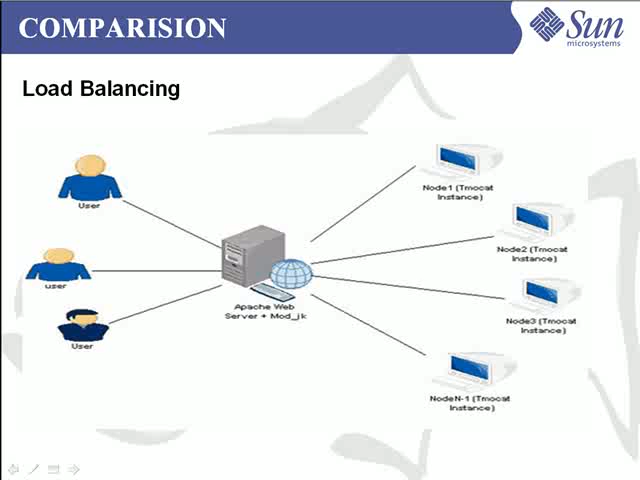 COMPARISION
Sun
microsystems
Load Balancing
User
user
User
Apache Web
Server + Mod_jk
Node1 (Tmocat
Instance)
Node2 (Tmocat
Instance)
Node3 (Tmocat
Instance)
NodeN-1 (Tmocat
Instance)